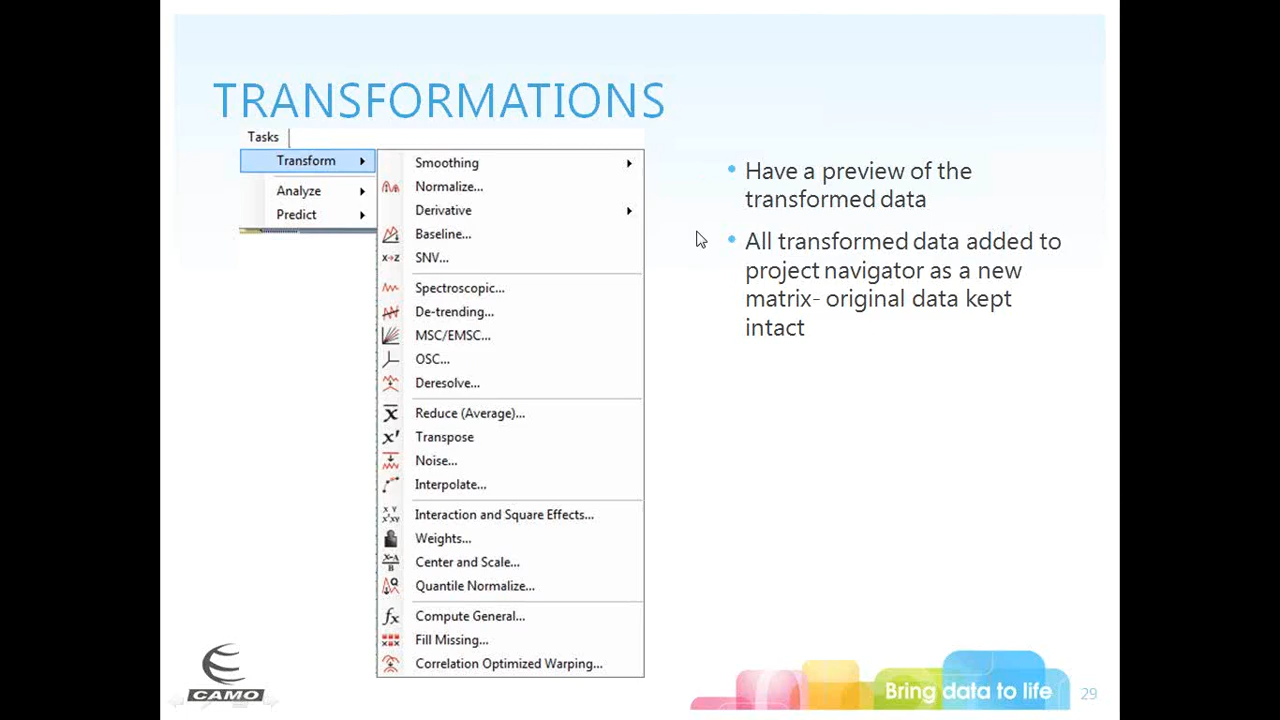 TRANSFORMATIONS
Tasks
Transform
Analyze
Predict
Smoothing
Normalize...
Derivative
Baseline...
SNV...
Spectroscopic...
De-trending...
MSC/EMSC...
OSC...
Deresolve...
Reduce (Average)...
Transpose
Noise...
Interpolate...
Interaction and Square Effects...
Weights...
Center and Scale...
Quantile Normalize...
Compute General...
Fill Missing...
Correlation Optimized Warping...
• Have a preview of the
transformed data
• All transformed data added to
project navigator as a new
matrix- original data kept
intact
CAMO
Bring data to life
29